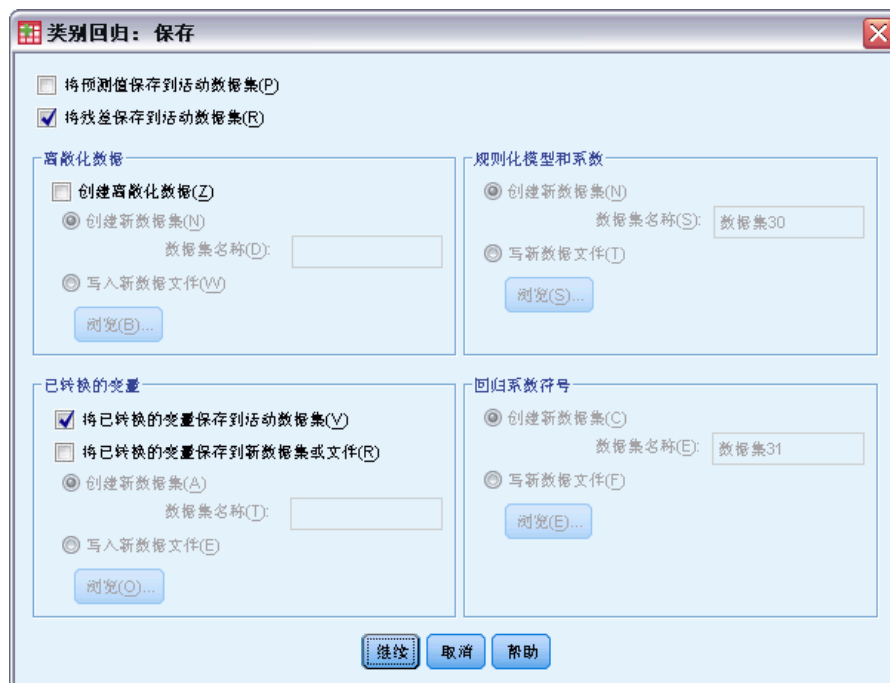 类别回归：保存
将预测值保存到活动数据集(P)
将残差保存到活动数据集(R)
离散化数据
创建离散化数据(Z)
创建新数据集(N)
数据集名称(D):
写入新数据文件(W)
浏览(B)...
规则化模型和系数
创建新数据集(N)
数据集名称(S): 数据集30
写新数据文件(T)
浏览(S)...
已转换的变量
将已转换的变量保存到活动数据集(V)
将已转换的变量保存到新数据集或文件(R)
创建新数据集(A)
数据集名称(T):
写入新数据文件(E)
浏览(O)...
回归系数符号
创建新数据集(C)
数据集名称(E): 数据集31
写新数据文件(F)
浏览(E)...
继续 取消 帮助